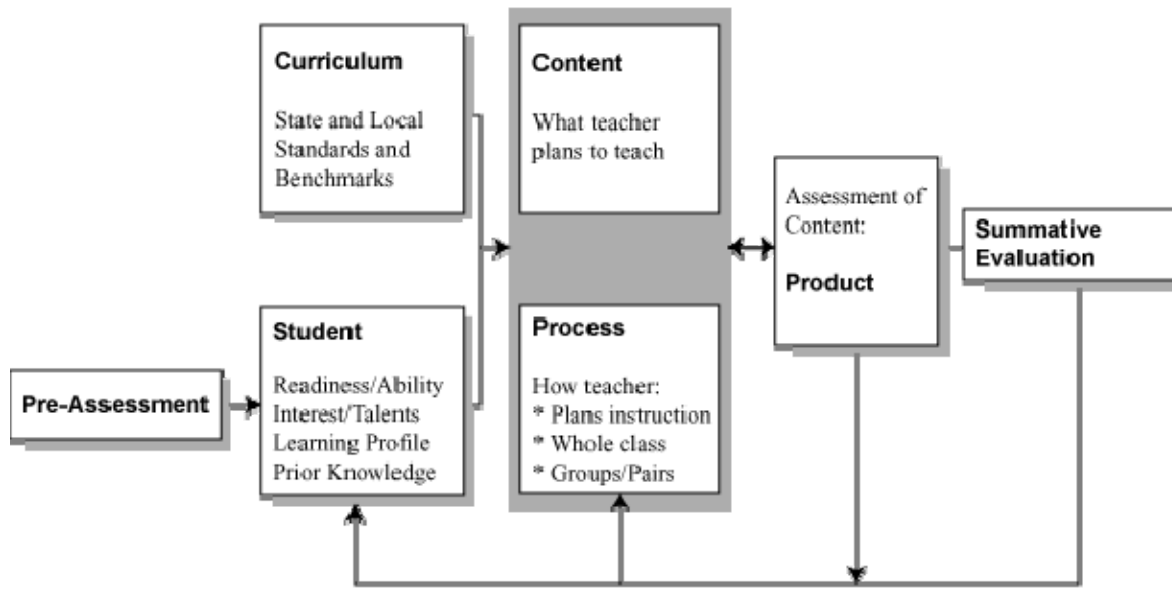 Curriculum
State and Local
Standards and
Benchmarks
Content
What teacher
plans to teach
Assessment of
Content:
Product
Summative
Evaluation
Pre-Assessment
Student
Readiness/Ability
Interest/Talents
Learning Profile
Prior Knowledge
Process
How teacher:
* Plans instruction
* Whole class
* Groups/Pairs